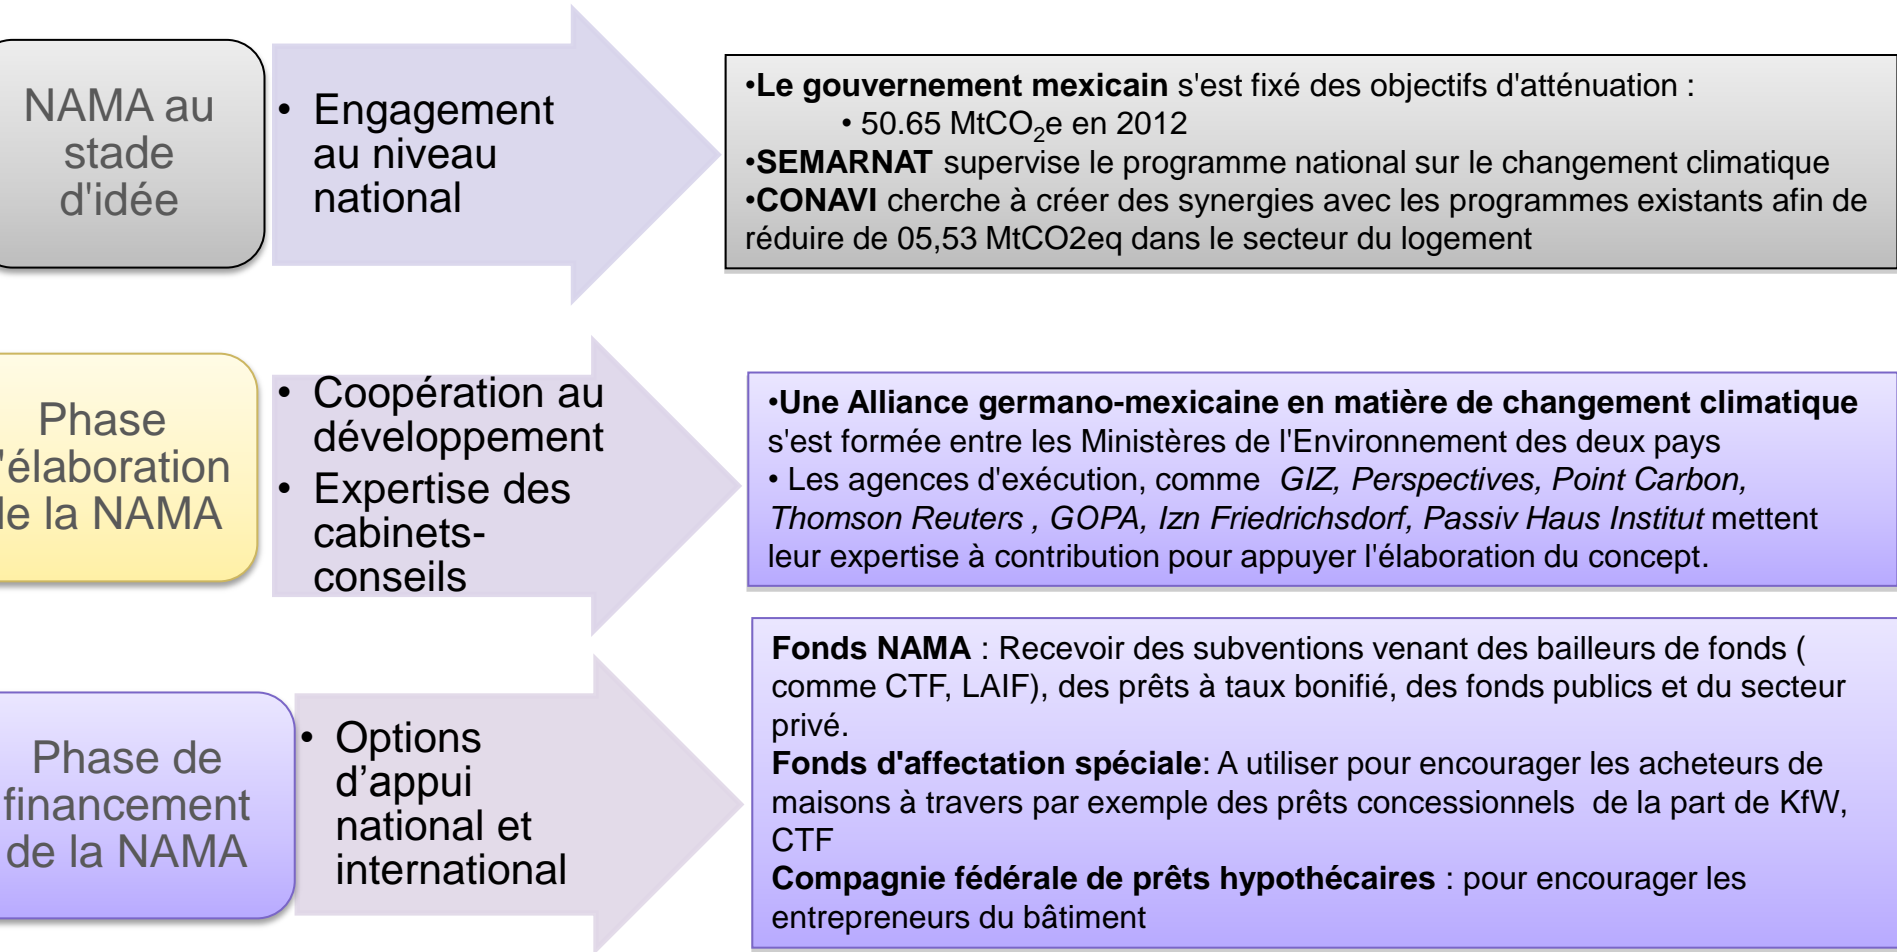 NAMA au
stade
d'idée
• Engagement
au niveau
national
•Le gouvernement mexicain s'est fixé des objectifs d'atténuation :
• 50.65 MtCO₂e en 2012
•SEMARNAT supervise le programme national sur le changement climatique
•CONAVI cherche à créer des synergies avec les programmes existants afin de
réduire de 05,53 MtCO2eq dans le secteur du logement
Phase
'élaboration
de la NAMA
• Coopération au
développement
• Expertise des
cabinets-
conseils
•Une Alliance germano-mexicaine en matière de changement climatique
s'est formée entre les Ministères de l'Environnement des deux pays
• Les agences d'exécution, comme GIZ, Perspectives, Point Carbon,
Thomson Reuters , GOPA, Izn Friedrichsdorf, Passiv Haus Institut mettent
leur expertise à contribution pour appuyer l'élaboration du concept.
Phase de
financement
de la NAMA
• Options
d’appui
national et
international
Fonds NAMA : Recevoir des subventions venant des bailleurs de fonds (
comme CTF, LAIF), des prêts à taux bonifié, des fonds publics et du secteur
privé.
Fonds d'affectation spéciale: A utiliser pour encourager les acheteurs de
maisons à travers par exemple des prêts concessionnels de la part de KfW,
CTF
Compagnie fédérale de prêts hypothécaires : pour encourager les
entrepreneurs du bâtiment